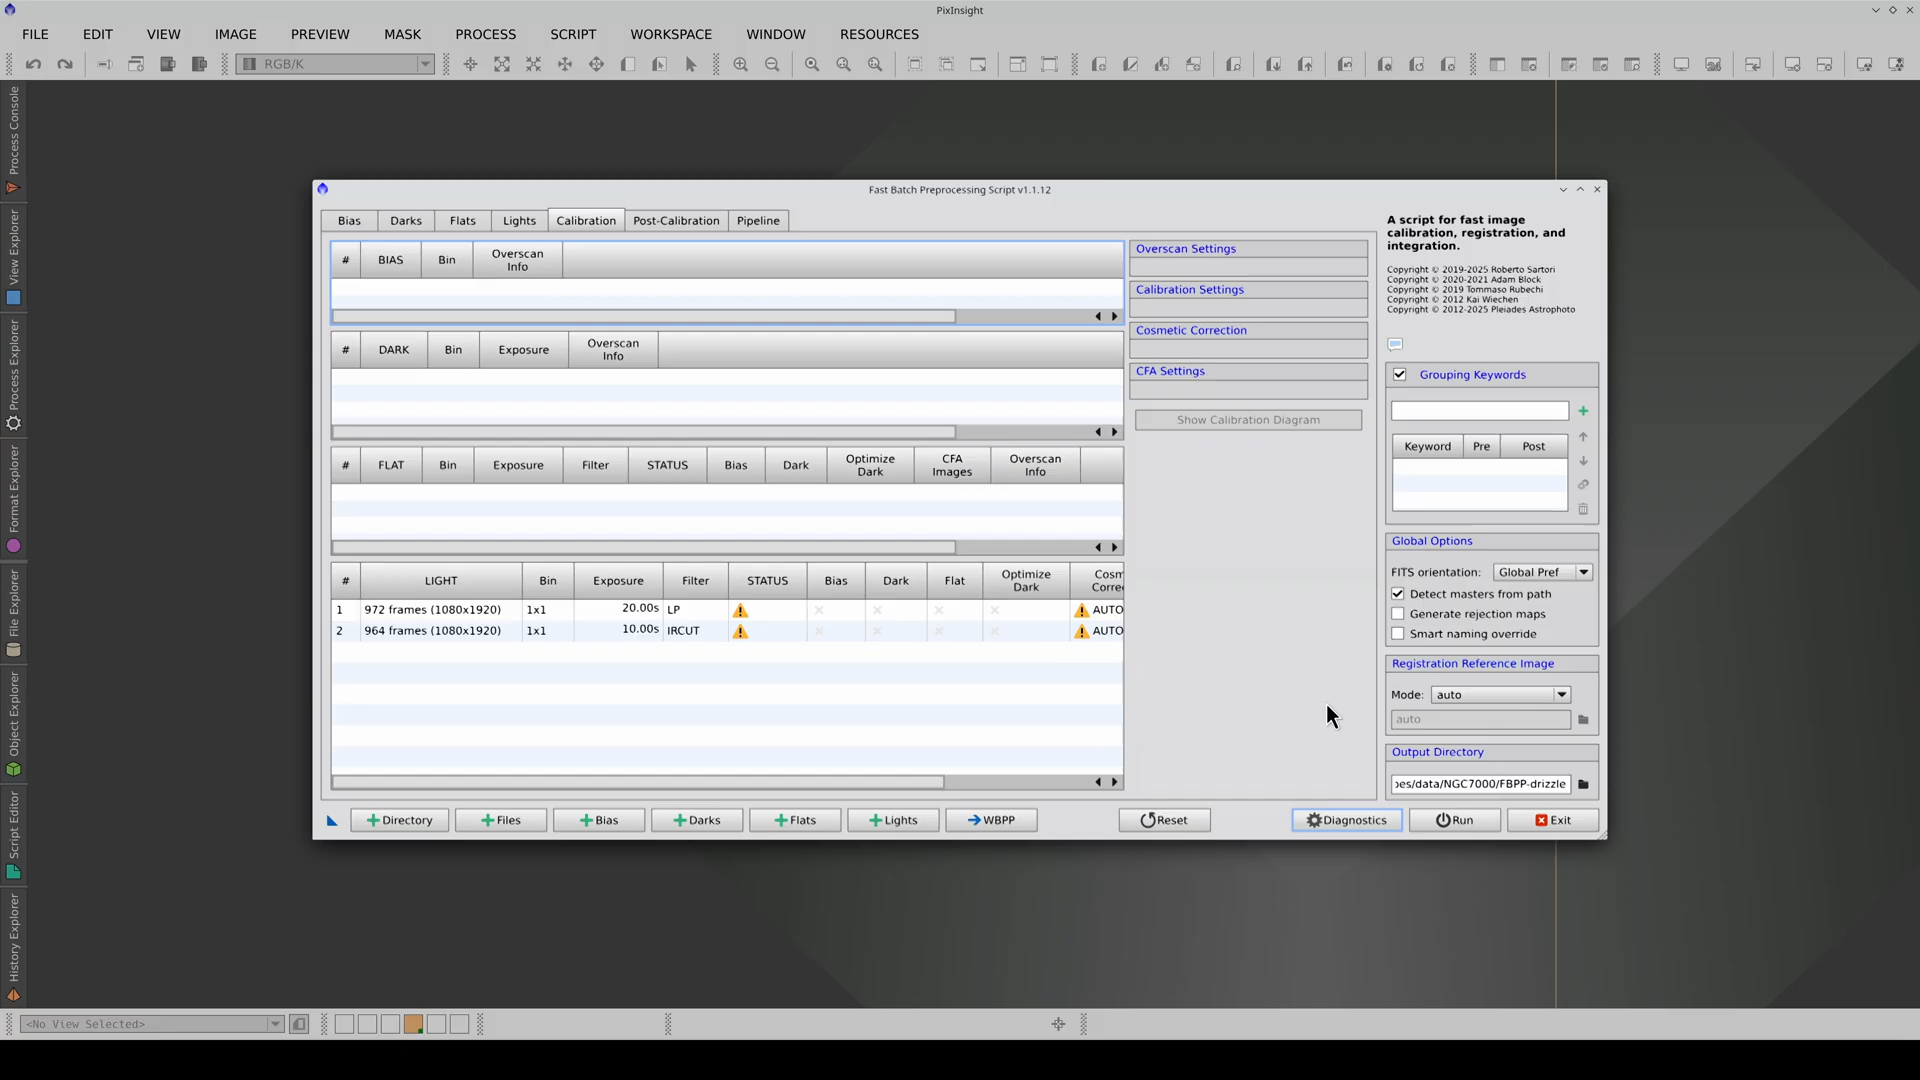 PixInsight
FILE EDIT VIEW IMAGE PREVIEW MASK PROCESS SCRIPT WORKSPACE WINDOW RESOURCES
RGB/K
Process Console
View Explorer
Process Explorer
Format Explorer
File Explorer
Object Explorer
Script Editor
History Explorer
Fast Batch Preprocessing Script v1.1.12
Bias Darks Flats Lights Calibration Post-Calibration Pipeline
# BIAS Bin Overscan
Info
# DARK Bin Exposure Overscan
Info
# FLAT Bin Exposure Filter STATUS Bias Dark Optimize CFA Overscan
Dark Images Info
# LIGHT Bin Exposure Filter STATUS Bias Dark Flat Optimize Cosm
Dark Correc
1 972 frames (1080x1920) 1x1 20.00s LP AUTO
2 964 frames (1080x1920) 1x1 10.00s IRCUT AUTO
Overscan Settings
Calibration Settings
Cosmetic Correction
CFA Settings
Show Calibration Diagram
A script for fast image
calibration, registration, and
integration.
Copyright © 2019-2025 Roberto Sartori
Copyright © 2020-2021 Adam Block
Copyright © 2019 Tommaso Rubechi
Copyright © 2012 Kai Wiechen
Copyright © 2012-2025 Pleiades Astrophoto
Grouping Keywords
Keyword Pre Post
Global Options
FITS orientation: Global Pref
Detect masters from path
Generate rejection maps
Smart naming override
Registration Reference Image
Mode: auto
auto
Output Directory
es/data/NGC7000/FBPP-drizzle
Directory Files Bias Darks Flats Lights WBPP Reset Diagnostics Run Exit
<No View Selected>